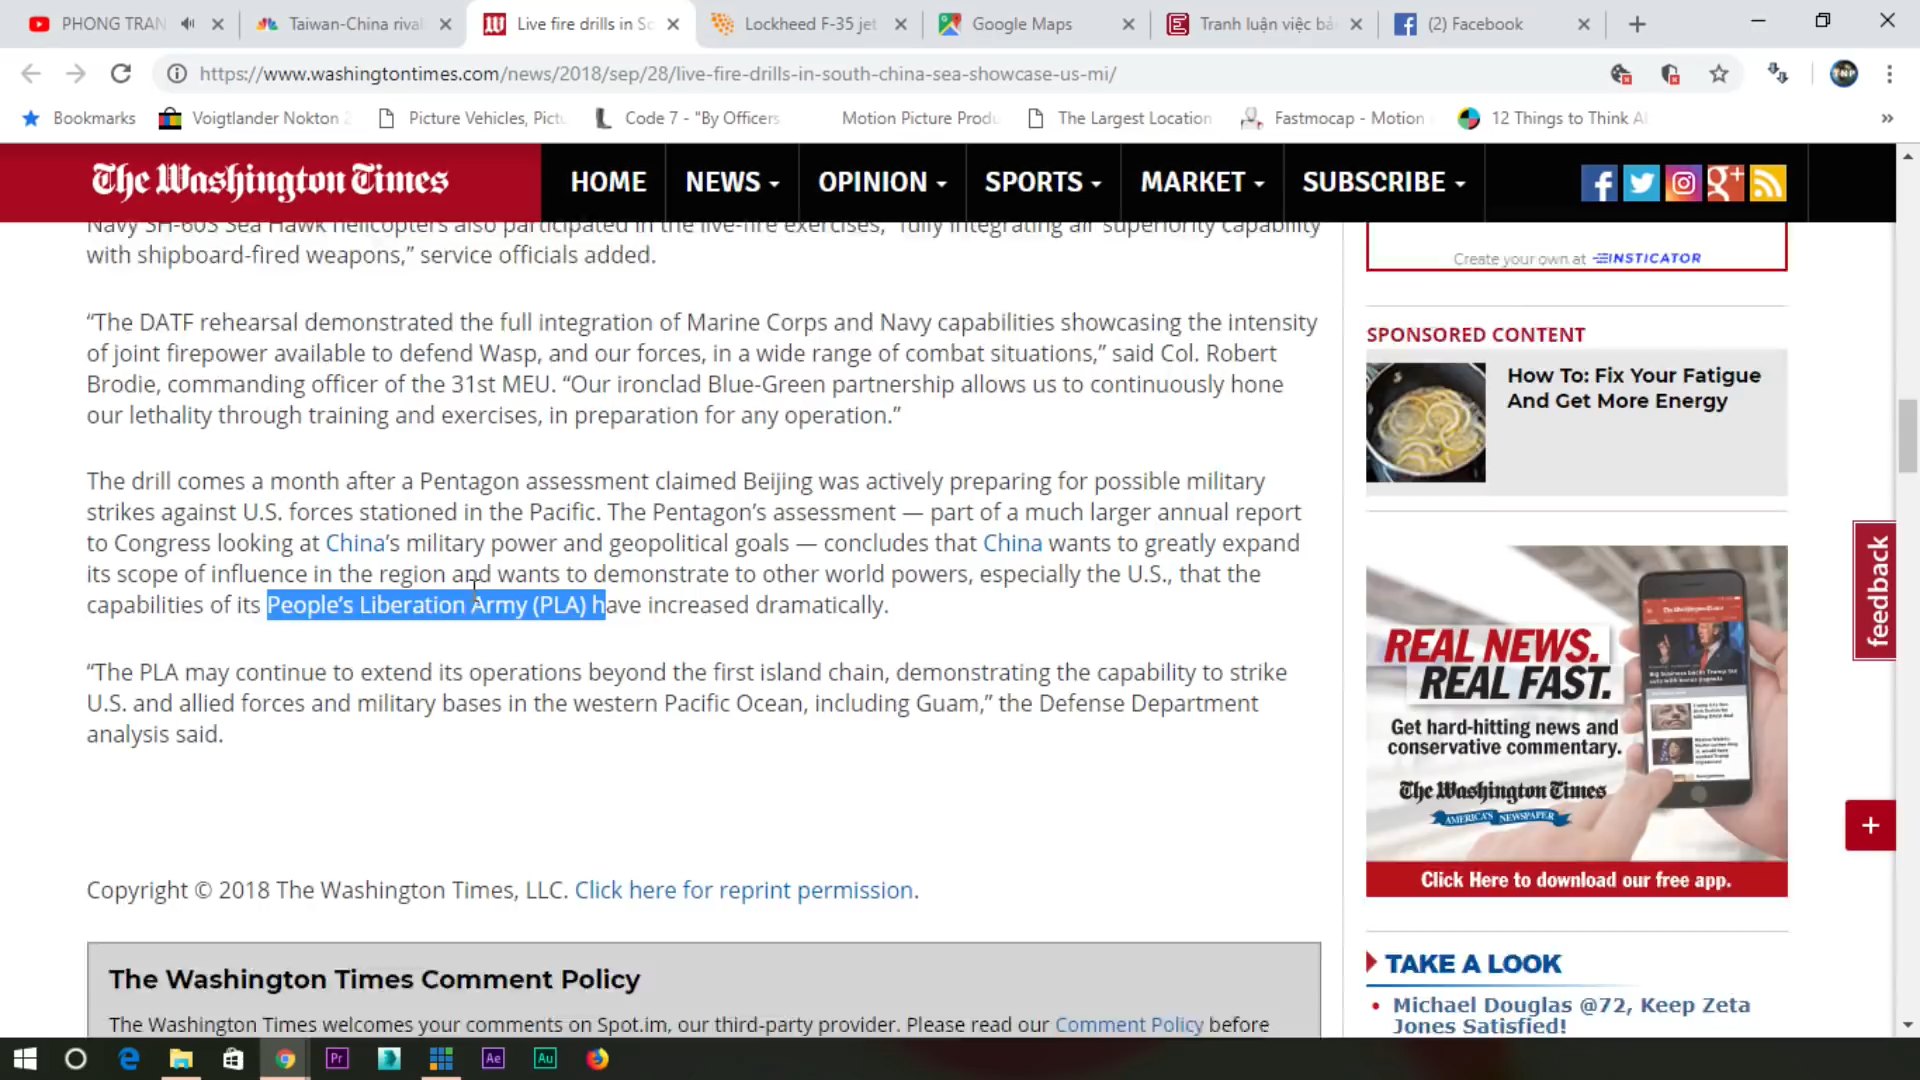 PHONG TRAN
Taiwan-China rival
Live fire drills in So
Lockheed F-35 jet
Google Maps
Tranh luận việc bả
(2) Facebook
https://www.washingtontimes.com/news/2018/sep/28/live-fire-drills-in-south-china-sea-showcase-us-mi/
Bookmarks
Voigtlander Nokton 2
Picture Vehicles, Pictu
Code 7 - "By Officers
Motion Picture Produ
The Largest Location
Fastmocap - Motion
12 Things to Think Al
The Washington Times
HOME
NEWS
OPINION
SPORTS
MARKET
SUBSCRIBE
Navy SH-60S Sea Hawk helicopters also participated in the live-fire exercises, “fully integrating air superiority capability
with shipboard-fired weapons,” service officials added.
“The DATF rehearsal demonstrated the full integration of Marine Corps and Navy capabilities showcasing the intensity
of joint firepower available to defend Wasp, and our forces, in a wide range of combat situations,” said Col. Robert
Brodie, commanding officer of the 31st MEU. “Our ironclad Blue-Green partnership allows us to continuously hone
our lethality through training and exercises, in preparation for any operation.”
The drill comes a month after a Pentagon assessment claimed Beijing was actively preparing for possible military
strikes against U.S. forces stationed in the Pacific. The Pentagon’s assessment — part of a much larger annual report
to Congress looking at China’s military power and geopolitical goals — concludes that China wants to greatly expand
its scope of influence in the region and wants to demonstrate to other world powers, especially the U.S., that the
capabilities of its People’s Liberation Army (PLA) have increased dramatically.
“The PLA may continue to extend its operations beyond the first island chain, demonstrating the capability to strike
U.S. and allied forces and military bases in the western Pacific Ocean, including Guam,” the Defense Department
analysis said.
Copyright © 2018 The Washington Times, LLC. Click here for reprint permission.
The Washington Times Comment Policy
The Washington Times welcomes your comments on Spot.im, our third-party provider. Please read our Comment Policy before
Create your own at INSTICATOR
SPONSORED CONTENT
How To: Fix Your Fatigue
And Get More Energy
feedback
REAL NEWS.
REAL FAST.
Get hard-hitting news and
conservative commentary.
The Washington Times
AMERICA'S NEWSPAPER
Click Here to download our free app.
+
TAKE A LOOK
• Michael Douglas @72, Keep Zeta
Jones Satisfied!
Pr
Ae
Au